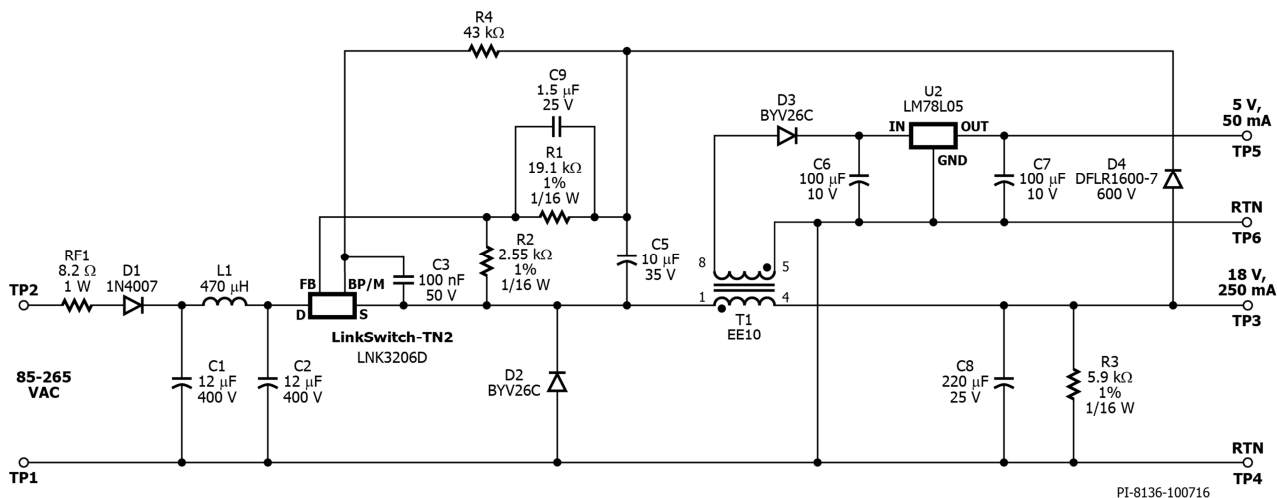 R4
43 kΩ
C9
1.5 μF
25 V
R1
19.1 kΩ
1%
1/16 W
D3
BYV26C
U2
LM78L05
IN
OUT
GND
5 V,
50 mA
TP5
C6
100 μF
10 V
C7
100 μF
10 V
D4
DFLR1600-7
600 V
RTN
TP6
R2
2.55 kΩ
1%
1/16 W
C5
10 μF
35 V
8
5
1
4
T1
EE10
RF1
8.2 Ω
1 W
D1
1N4007
L1
470 μH
TP2
FB
BP/M
D
S
C3
100 nF
50 V
LinkSwitch-TN2
LNK3206D
18 V,
250 mA
TP3
85-265
VAC
C1
12 μF
400 V
C2
12 μF
400 V
D2
BYV26C
C8
220 μF
25 V
R3
5.9 kΩ
1%
1/16 W
TP1
RTN
TP4
PI-8136-100716